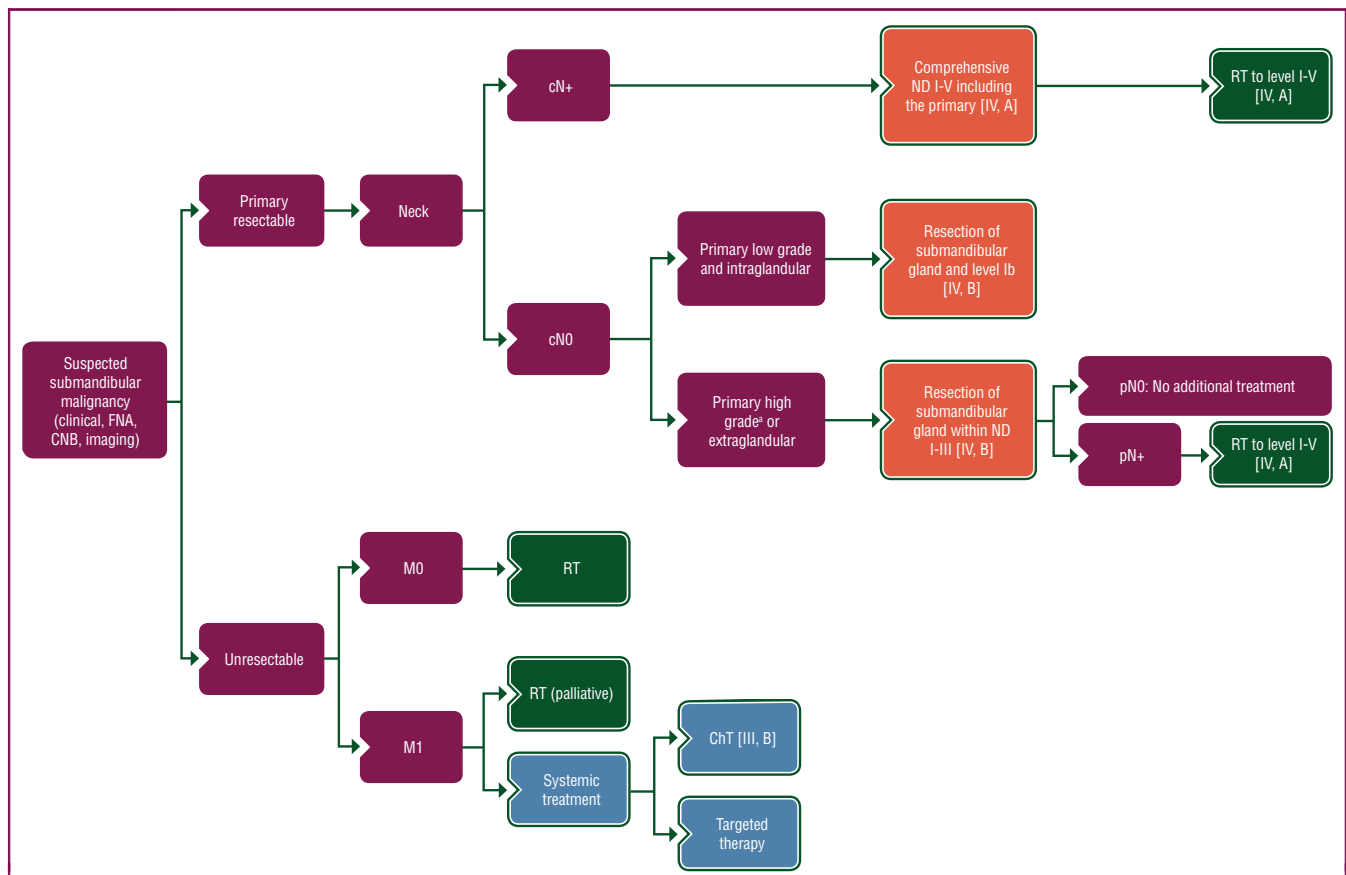 Suspected
submandibular
malignancy
(clinical, FNA,
CNB, imaging)
Primary
resectable
Neck
cN+
Comprehensive
ND I-V including
the primary [IV, A]
RT to level I-V
[IV, A]
cN0
Primary low grade
and intraglandular
Resection of
submandibular
gland and level Ib
[IV, B]
Primary high
gradeª or
extraglandular
Resection of
submandibular
gland within ND
I-III [IV, B]
pN0: No additional treatment
pN+
RT to level I-V
[IV, A]
Unresectable
M0
RT
M1
RT (palliative)
Systemic
treatment
ChT [III, B]
Targeted
therapy